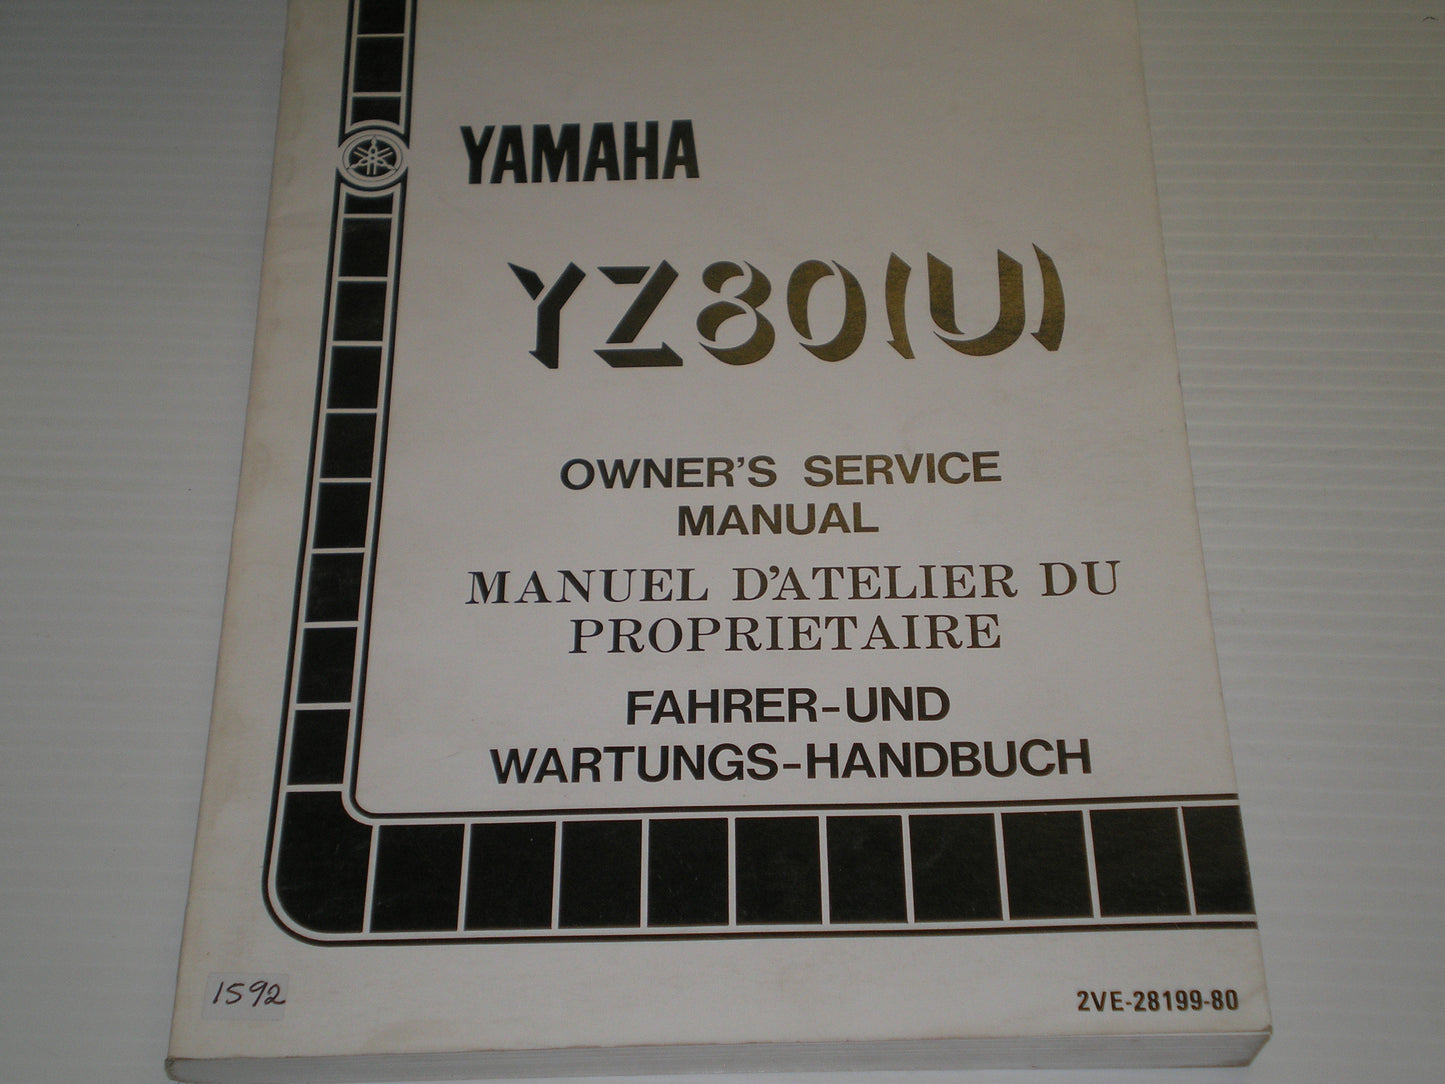 YAMAHA
YZ80(U)
OWNER'S SERVICE
MANUAL
MANUEL D'ATELIER DU
PROPRIETAIRE
FAHRER-UND
WARTUNGS-HANDBUCH
1592
2VE-28199-80